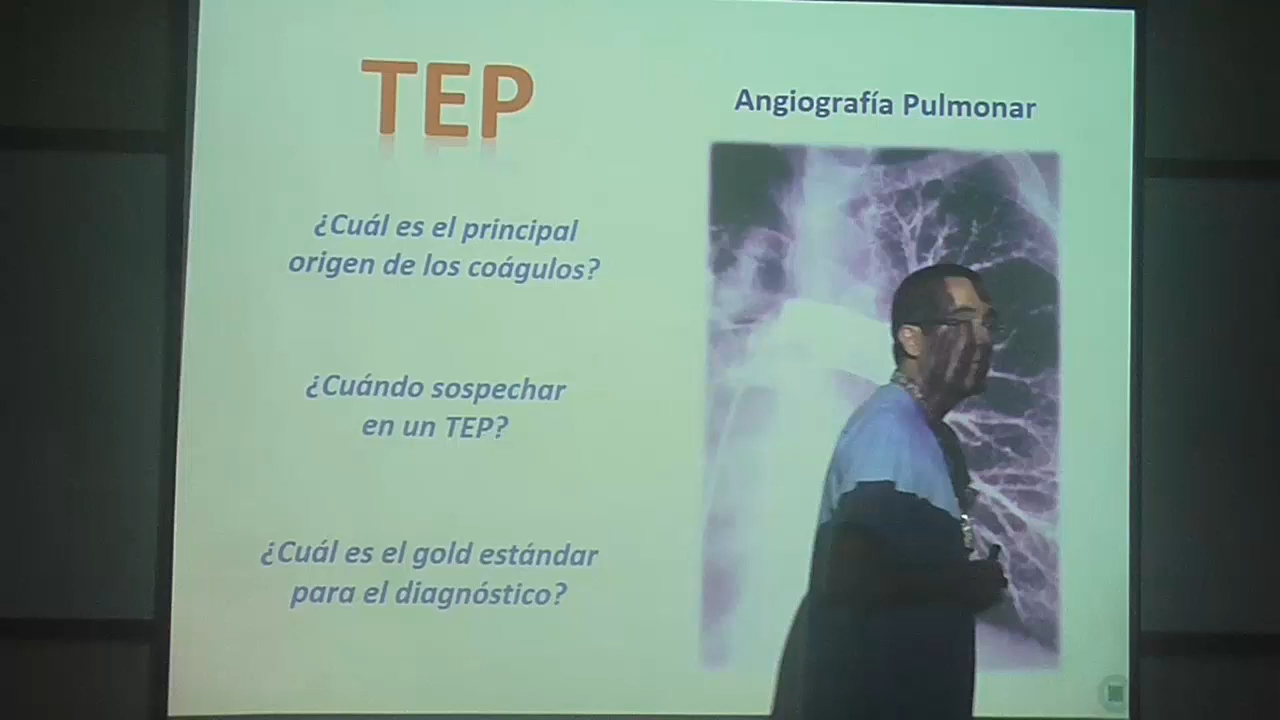 TEP
¿Cuál es el principal
origen de los coágulos?
¿Cuándo sospechar
en un TEP?
¿Cuál es el gold estándar
para el diagnóstico?
Angiografía Pulmonar